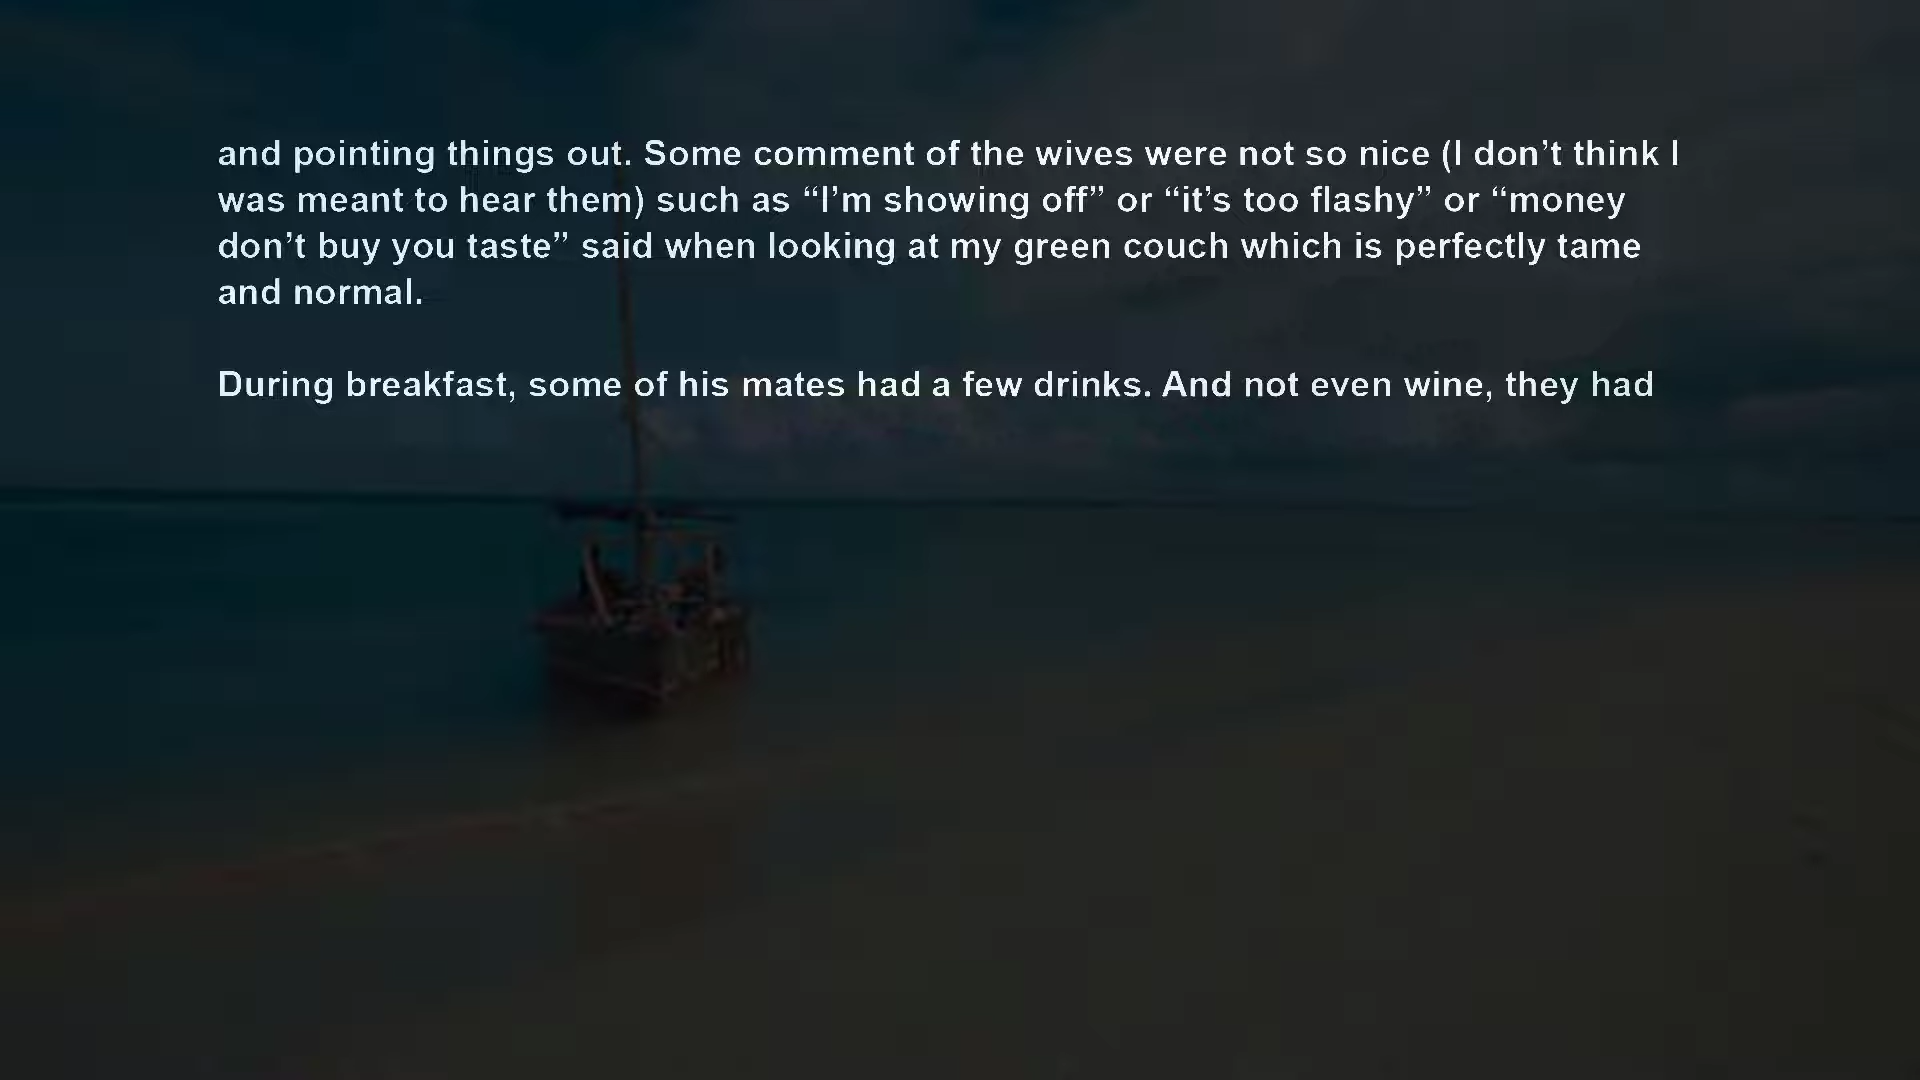 and pointing things out. Some comment of the wives were not so nice (I don’t think I
was meant to hear them) such as “I’m showing off” or “it’s too flashy” or “money
don’t buy you taste” said when looking at my green couch which is perfectly tame
and normal.
During breakfast, some of his mates had a few drinks. And not even wine, they had